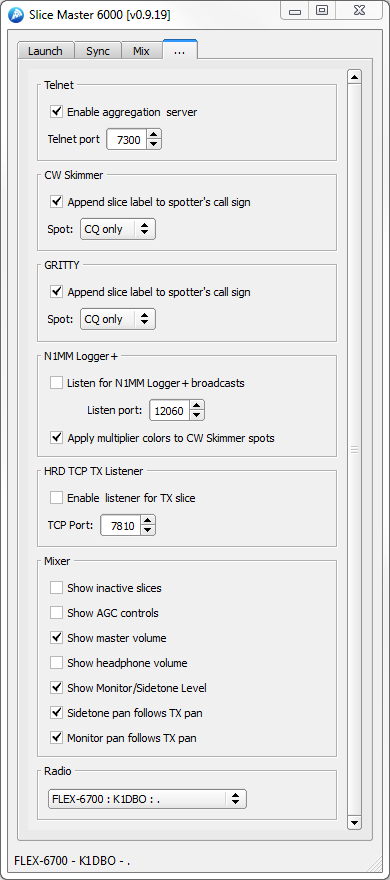 Slice Master 6000 [v0.9.19]
Launch Sync Mix ...
Telnet
Enable aggregation server
Telnet port 7300
CW Skimmer
Append slice label to spotter's call sign
Spot: CQ only
GRITTY
Append slice label to spotter's call sign
Spot: CQ only
N1MM Logger+
Listen for N1MM Logger+ broadcasts
Listen port: 12060
Apply multiplier colors to CW Skimmer spots
HRD TCP TX Listener
Enable listener for TX slice
TCP Port: 7810
Mixer
Show inactive slices
Show AGC controls
Show master volume
Show headphone volume
Show Monitor/Sidetone Level
Sidetone pan follows TX pan
Monitor pan follows TX pan
Radio
FLEX-6700 : K1DBO : .
FLEX-6700 - K1DBO - .